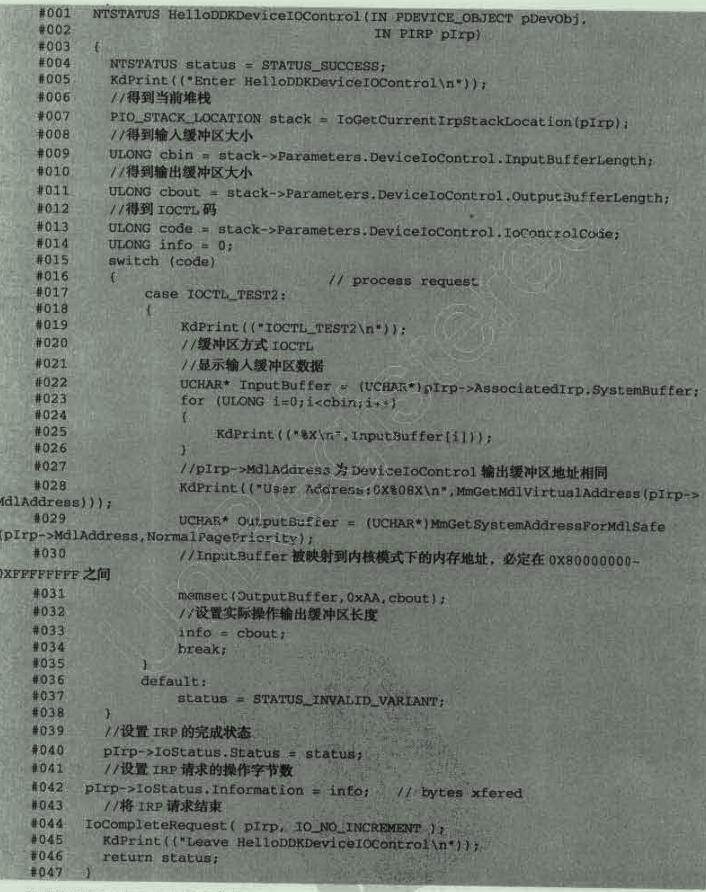 #001 NTSTATUS HelloDDKDeviceIOControl(IN PDEVICE_OBJECT pDevObj,
#002 IN PIRP pIrp)
#003 {
#004 NTSTATUS status = STATUS_SUCCESS;
#005 KdPrint(("Enter HelloDDKDeviceIOControl\n"));
#006 //得到当前堆栈
#007 PIO_STACK_LOCATION stack = IoGetCurrentIrpStackLocation(pIrp);
#008 //得到输入缓冲区大小
#009 ULONG cbin = stack->Parameters.DeviceIoControl.InputBufferLength;
#010 //得到输出缓冲区大小
#011 ULONG cbout = stack->Parameters.DeviceIoControl.OutputBufferLength;
#012 //得到 IOCTL 码
#013 ULONG code = stack->Parameters.DeviceIoControl.IoControlCode;
#014 ULONG info = 0;
#015 switch (code)
#016 { // process request
#017 case IOCTL_TEST2:
#018 {
#019 KdPrint(("IOCTL_TEST2\n"));
#020 //缓冲区方式 IOCTL
#021 //显示输入缓冲区数据
#022 UCHAR* InputBuffer = (UCHAR*)pIrp->AssociatedIrp.SystemBuffer;
#023 for (ULONG i=0;i<cbin;i++)
#024 {
#025 KdPrint(("%X\n",InputBuffer[i]));
#026 }
#027 //pIrp->MdlAddress 为 DeviceIoControl 输出缓冲区地址相同
#028 KdPrint(("User Address:0X%08X\n",MmGetMdlVirtualAddress(pIrp->
MdlAddress)));
#029 UCHAR* OutputBuffer = (UCHAR*)MmGetSystemAddressForMdlSafe
(pIrp->MdlAddress,NormalPagePriority);
#030 //InputBuffer 被映射到内核模式下的内存地址，必定在 0X80000000~
0XFFFFFFFF 之间
#031 memset(OutputBuffer,0xAA,cbout);
#032 //设置实际操作输出缓冲区长度
#033 info = cbout;
#034 break;
#035 }
#036 default:
#037 status = STATUS_INVALID_VARIANT;
#038 }
#039 //设置 IRP 的完成状态
#040 pIrp->IoStatus.Status = status;
#041 //设置 IRP 请求的操作字节数
#042 pIrp->IoStatus.Information = info; // bytes xfered
#043 //将 IRP 请求结束
#044 IoCompleteRequest( pIrp, IO_NO_INCREMENT );
#045 KdPrint(("Leave HelloDDKDeviceIOControl\n"));
#046 return status;
#047 }